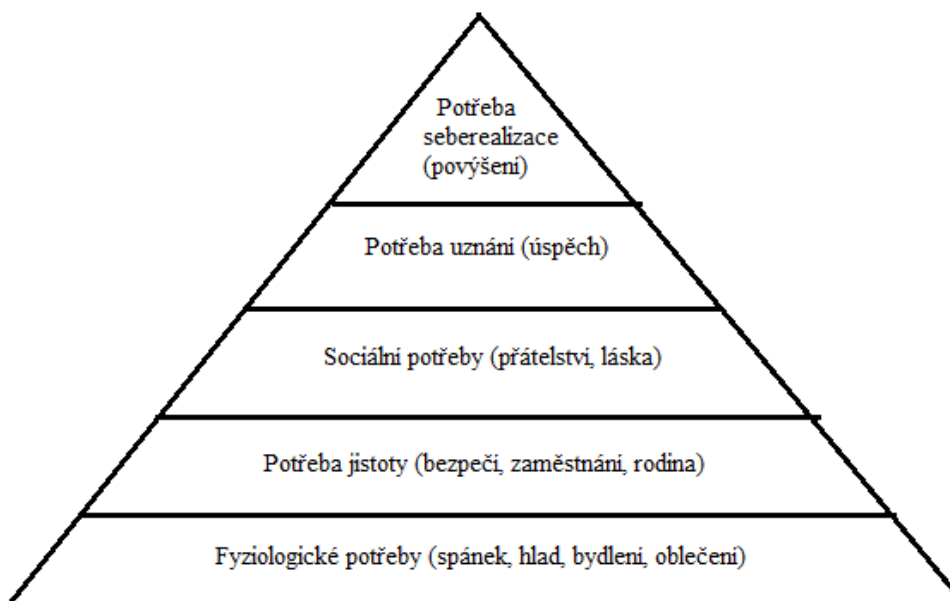 Potřeba
seberealizace
(povýšení)
Potřeba uznání (úspěch)
Sociální potřeby (přátelství, láska)
Potřeba jistoty (bezpečí, zaměstnání, rodina)
Fyziologické potřeby (spánek, hlad, bydlení, oblečení)